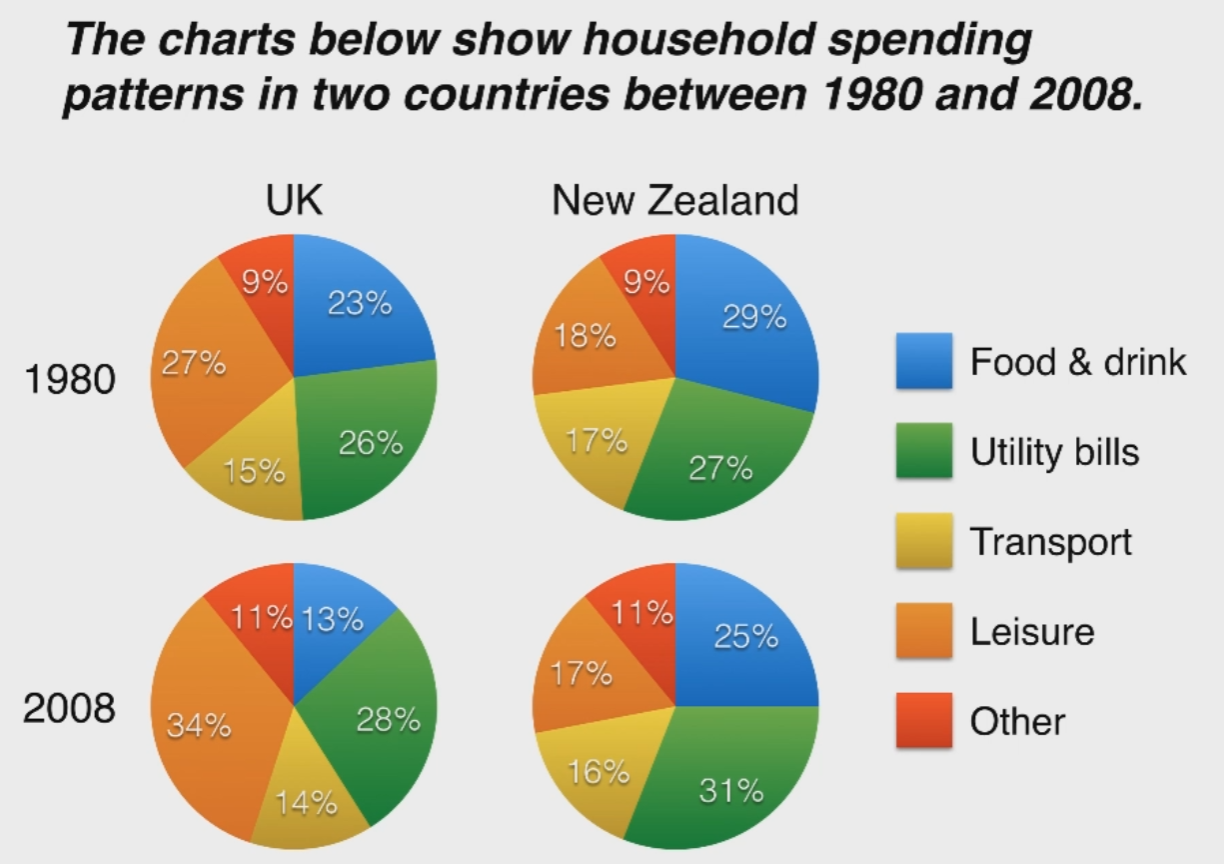 The charts below show household spending
patterns in two countries between 1980 and 2008.
UK
New Zealand
1980
9%
23%
27%
26%
15%
9%
29%
18%
17%
27%
2008
11%
13%
34%
28%
14%
11%
25%
17%
16%
31%
Food & drink
Utility bills
Transport
Leisure
Other